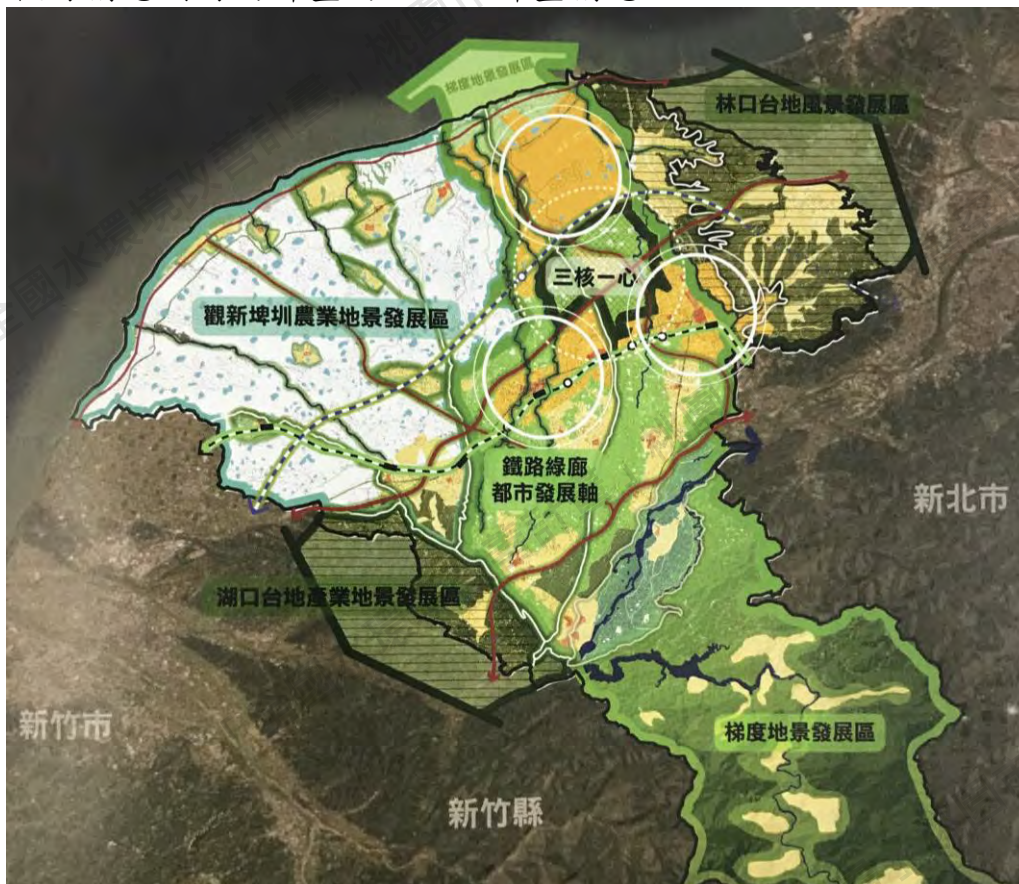 梯度地景發展區
林口台地風景發展區
三核一心
觀新埤圳農業地景發展區
鐵路綠廊
都市發展軸
新北市
湖口台地產業地景發展區
新竹市
梯度地景發展區
新竹縣